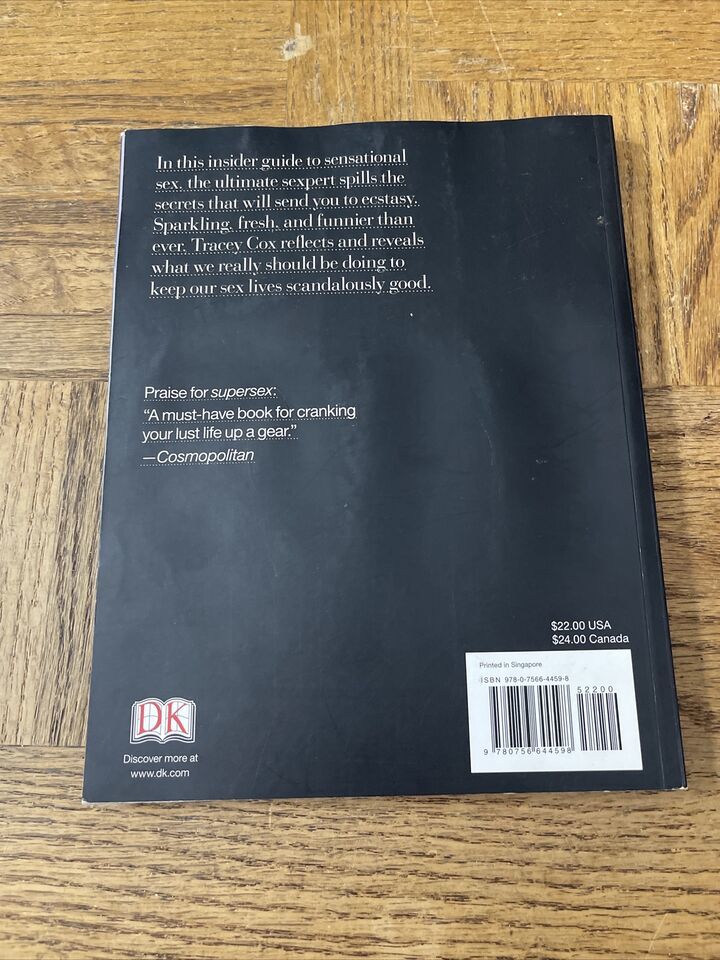 In this insider guide to sensational
sex, the ultimate sexpert spills the
secrets that will send you to ecstasy.
Sparkling, fresh, and funnier than
ever, Tracey Cox reflects and reveals
what we really should be doing to
keep our sex lives scandalously good.
Praise for supersex:
“A must-have book for cranking
your lust life up a gear.”
—Cosmopolitan
$22.00 USA
$24.00 Canada
Printed in Singapore
ISBN 978-0-7566-4459-8
52200
9 780756 644598
DK
Discover more at
www.dk.com